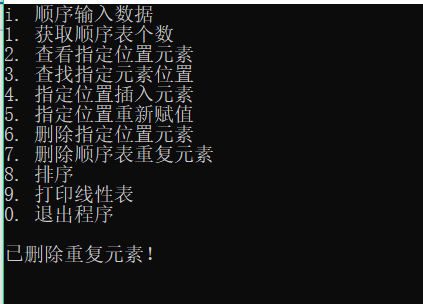 i. 顺序输入数据
1. 获取顺序表个数
2. 查看指定位置元素
3. 查找指定元素位置
4. 指定位置插入元素
5. 指定位置重新赋值
6. 删除指定位置元素
7. 删除顺序表重复元素
8. 排序
9. 打印线性表
0. 退出程序
已删除重复元素!